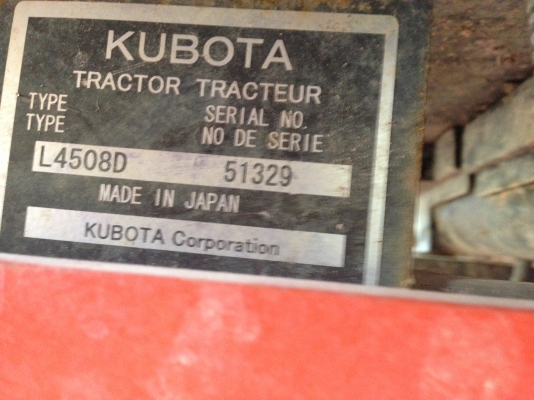 KUBOTA
TRACTOR TRACTEUR
TYPE SERIAL NO.
TYPE NO DE SERIE
L4508D 51329
MADE IN JAPAN
KUBOTA Corporation